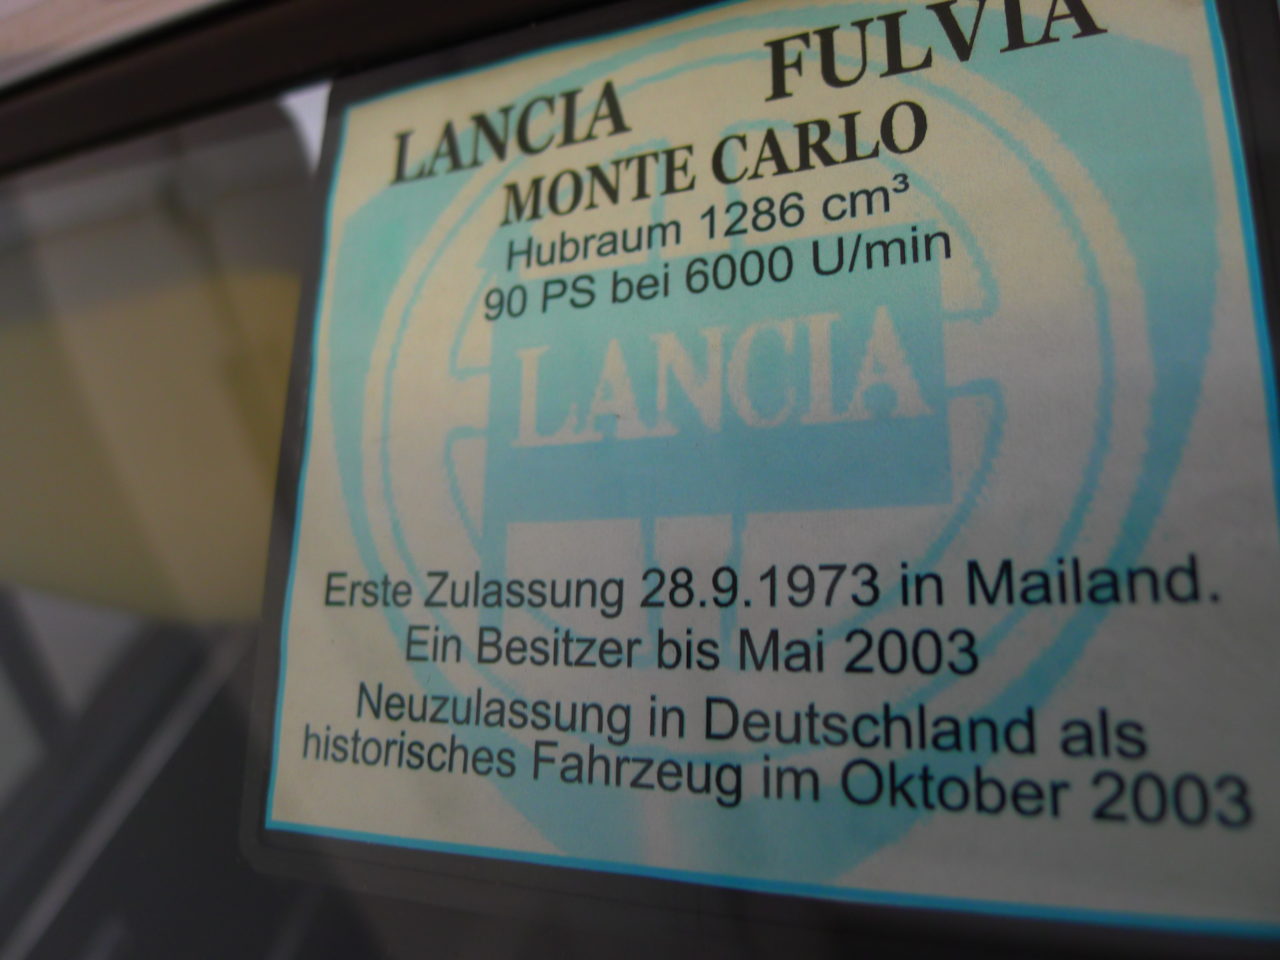 LANCIA FULVIA
MONTE CARLO
Hubraum 1286 cm³
90 PS bei 6000 U/min
LANCIA
Erste Zulassung 28.9.1973 in Mailand.
Ein Besitzer bis Mai 2003
Neuzulassung in Deutschland als
historisches Fahrzeug im Oktober 2003